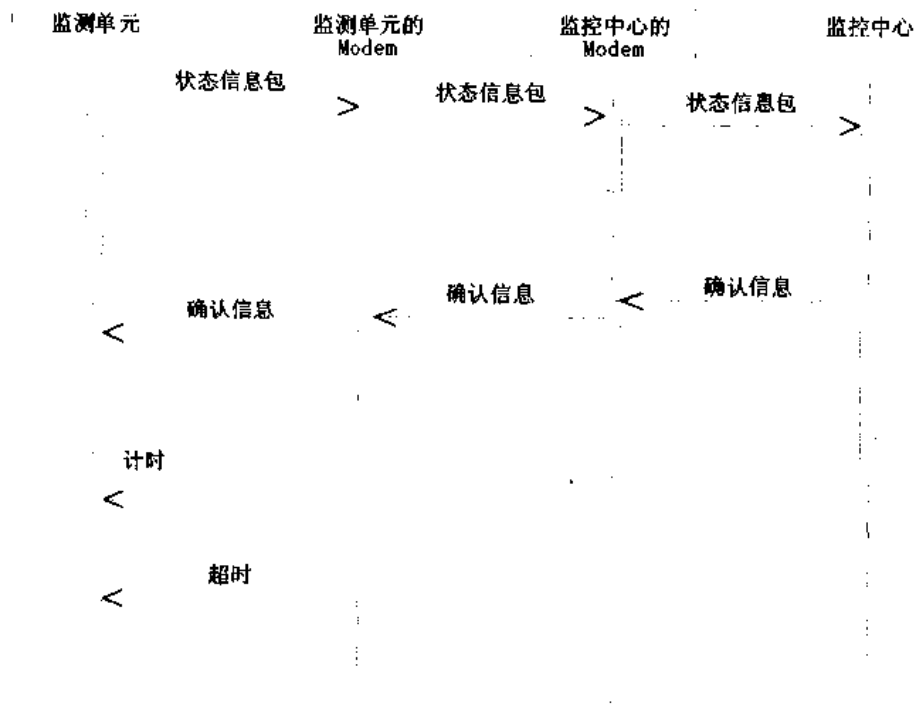 监测单元
监测单元的
Modem
监控中心的
Modem
监控中心
状态信息包
状态信息包
状态信息包
确认信息
确认信息
确认信息
计时
超时